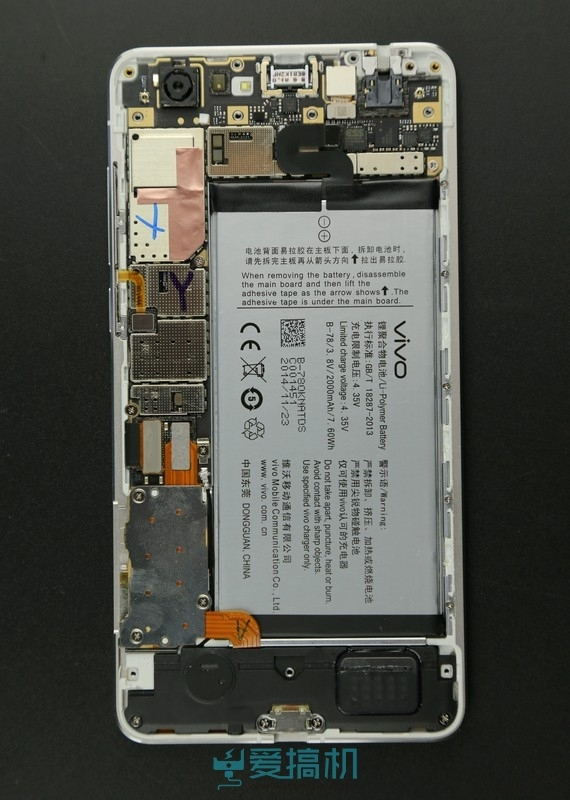 电池背面易拉胶在主板下面，拆卸电池时，
请先拆完主板再从箭头方向⬆拉出易拉胶。
When removing the battery, disassemble
the main board and then lift the
adhesive tape as the arrow shows⬆.The
adhesive tape is under the main board.
vivo
锂聚合物电池/Li-Polymer Battery
执行标准:GB/T 18287-2013
充电限制电压:4.35V
Limited charge voltage:4.35V
B-78/3.8V/2000mAh/7.60Wh
B-780KNATDS
C001451
2014/11/23
警示语/Warning:
严禁拆卸、挤压、加热或燃烧电池
严禁用尖锐物碰触电池
仅可使用vivo认可的充电器
Do not take apart, puncture, heat or burn.
Avoid contact with sharp objects.
Use specified vivo charger only.
维沃移动通信有限公司
vivo Mobile Communication Co., Ltd.
www.vivo.com.cn
中国东莞 DONGGUAN, CHINA
Y
爱搞机